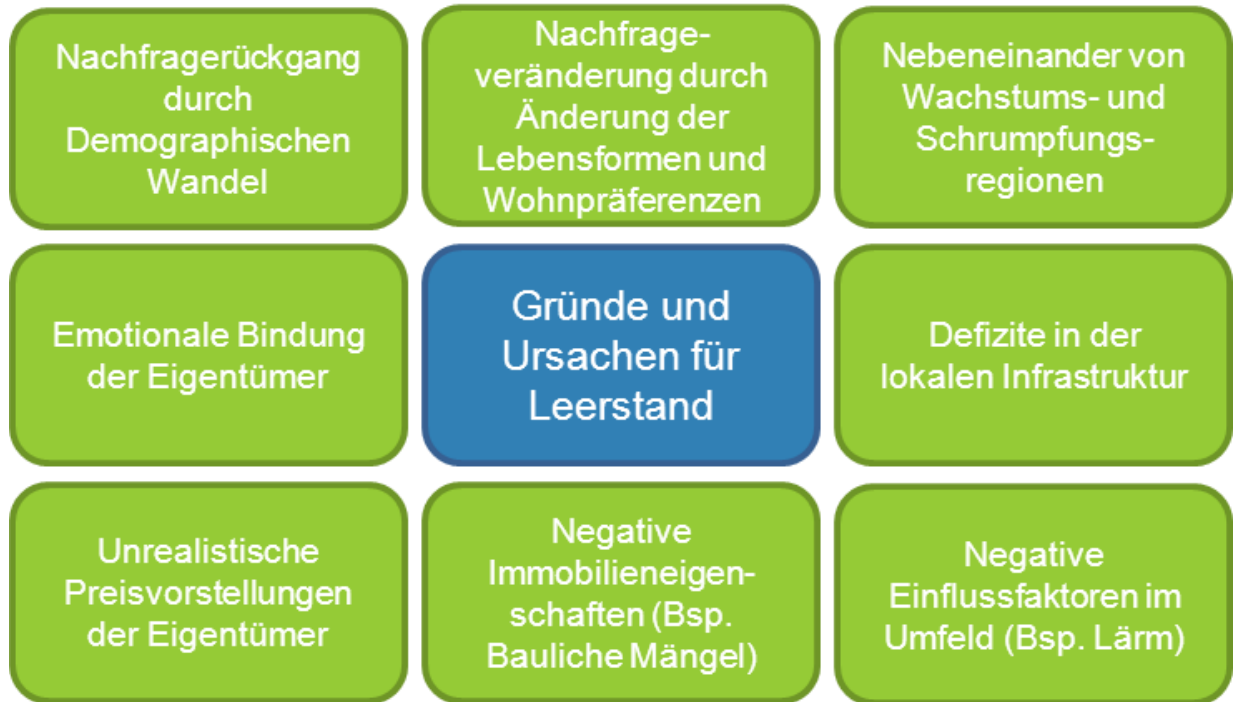 Nachfragerückgang
durch
Demographischen
Wandel
Nachfrage-
veränderung durch
Änderung der
Lebensformen und
Wohnpräferenzen
Nebeneinander von
Wachstums- und
Schrumpfungs-
regionen
Emotionale Bindung
der Eigentümer
Gründe und
Ursachen für
Leerstand
Defizite in der
lokalen Infrastruktur
Unrealistische
Preisvorstellungen
der Eigentümer
Negative
Immobilieneigen-
schaften (Bsp.
Bauliche Mängel)
Negative
Einflussfaktoren im
Umfeld (Bsp. Lärm)